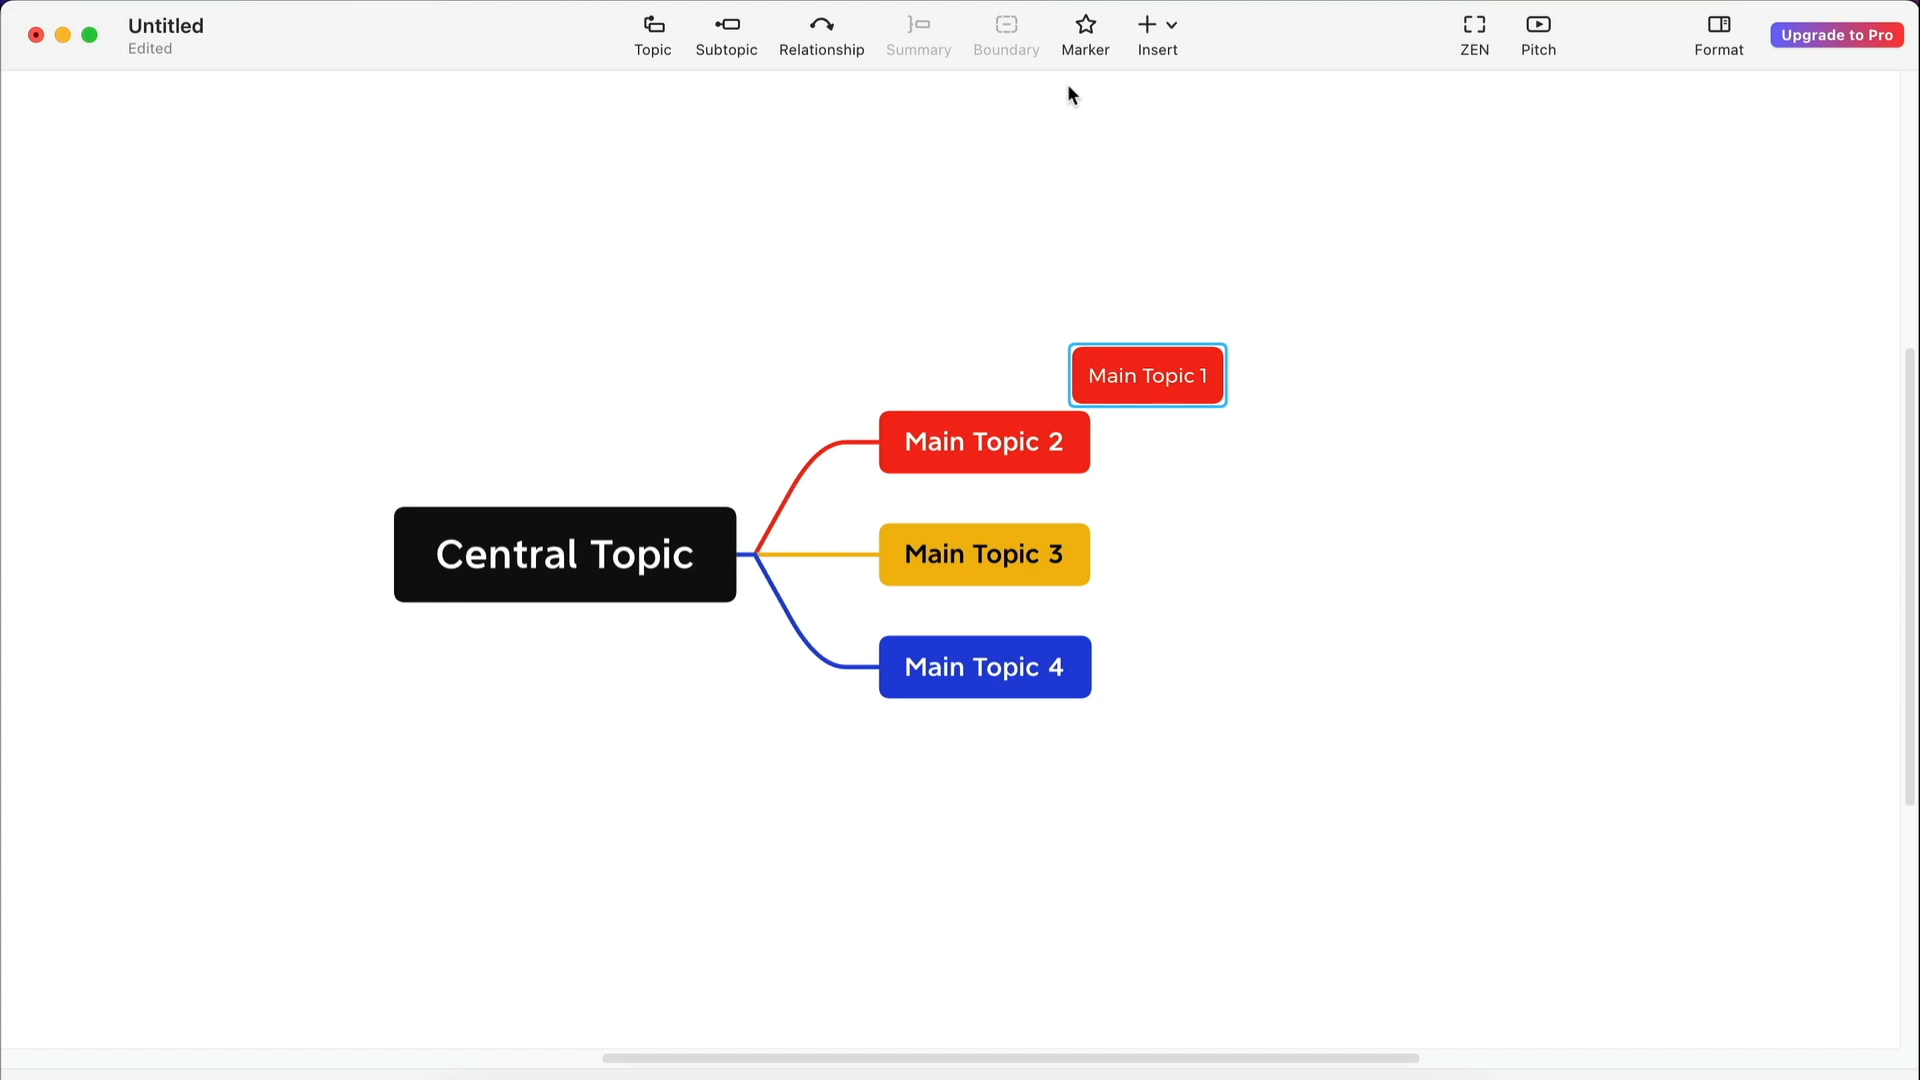 Untitled
Edited
Topic
Subtopic
Relationship
Summary
Boundary
Marker
Insert
ZEN
Pitch
Format
Upgrade to Pro
Main Topic 1
Main Topic 2
Central Topic
Main Topic 3
Main Topic 4